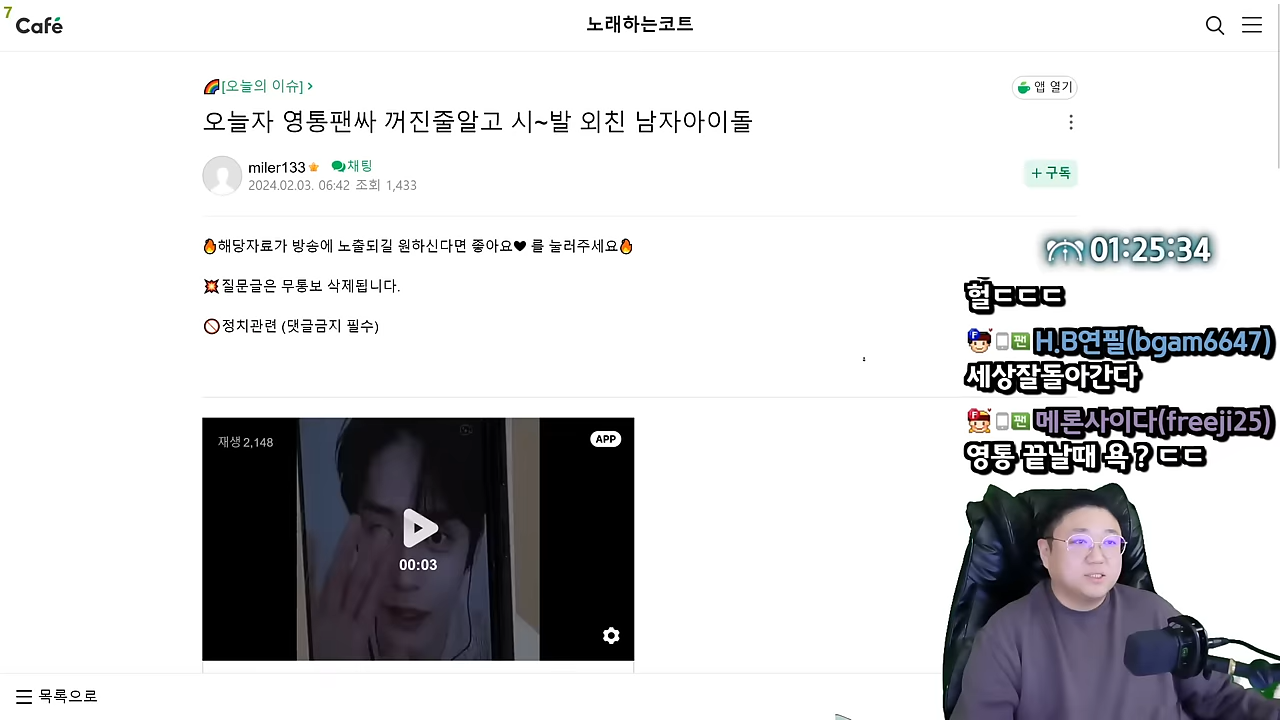 7
Café
노래하는코트
[오늘의 이슈] >
앱 열기
오늘자 영통팬싸 꺼진줄알고 시~발 외친 남자아이돌
miler133 채팅
2024.02.03. 06:42 조회 1,433
+ 구독
🔥해당자료가 방송에 노출되길 원하신다면 좋아요♥ 를 눌러주세요🔥
💥질문글은 무통보 삭제됩니다.
🚫정치관련 (댓글금지 필수)
01:25:34
헐ㄷㄷㄷ
팬 H.B연필(bgam6647)
세상잘돌아간다
팬 메론사이다(freeji25)
영통 끝날때 욕? ㄷㄷ
재생 2,148
APP
00:03
목록으로